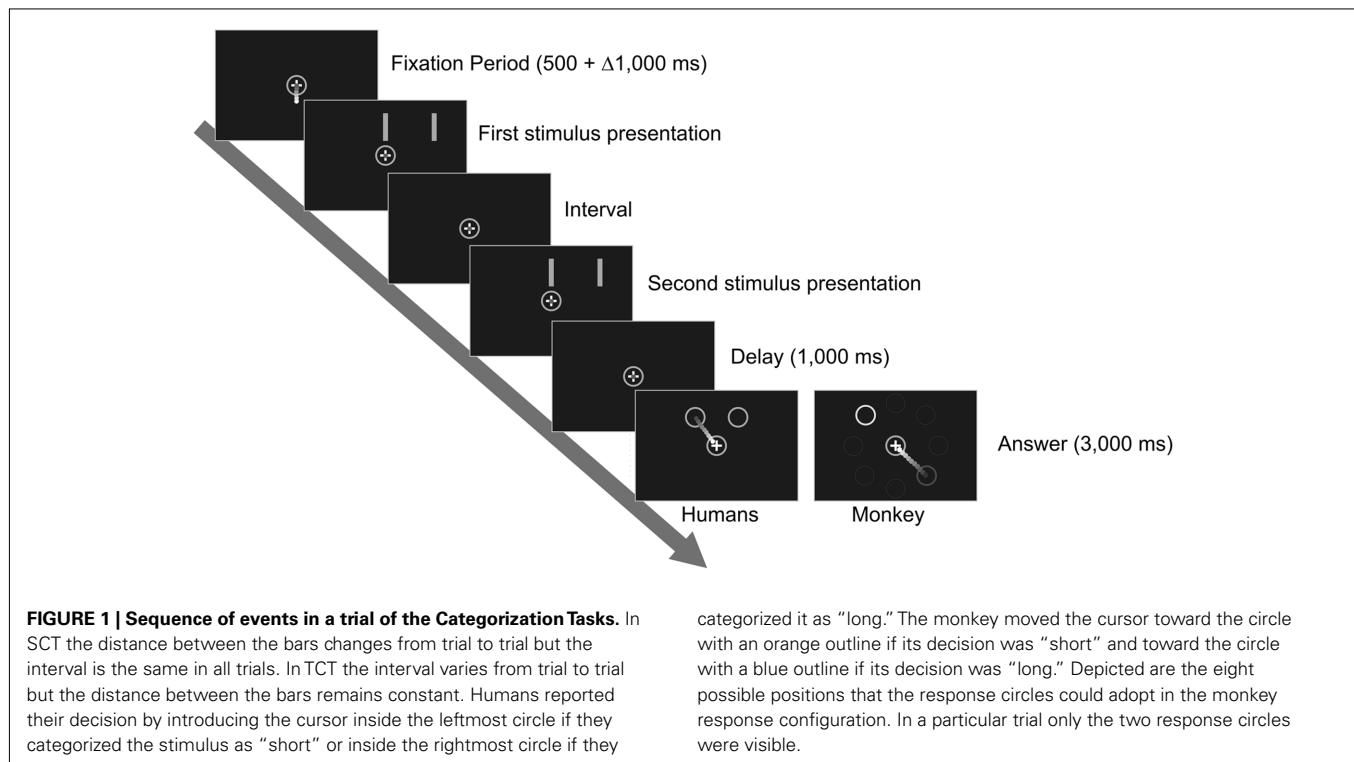 Fixation Period (500 + Δ1,000 ms)
First stimulus presentation
Interval
Second stimulus presentation
Delay (1,000 ms)
Answer (3,000 ms)
Humans
Monkey
FIGURE 1 | Sequence of events in a trial of the Categorization Tasks. In
SCT the distance between the bars changes from trial to trial but the
interval is the same in all trials. In TCT the interval varies from trial to trial
but the distance between the bars remains constant. Humans reported
their decision by introducing the cursor inside the leftmost circle if they
categorized the stimulus as “short” or inside the rightmost circle if they
categorized it as “long.” The monkey moved the cursor toward the circle
with an orange outline if its decision was “short” and toward the circle
with a blue outline if its decision was “long.” Depicted are the eight
possible positions that the response circles could adopt in the monkey
response configuration. In a particular trial only the two response circles
were visible.